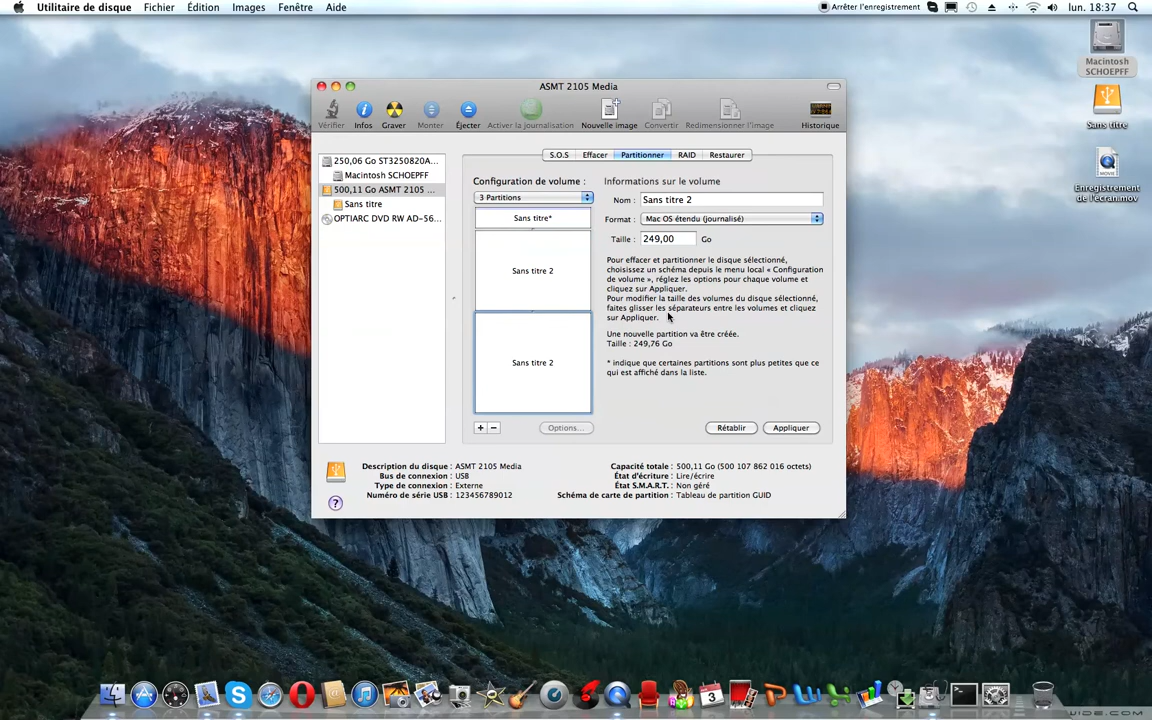 Utilitaire de disque Fichier Édition Images Fenêtre Aide Arrêter l'enregistrement lun. 18:37
Macintosh
SCHOEPFF
Sans titre
Enregistrement
de l'écran.mov
ASMT 2105 Media
Vérifier Infos Graver Monter Éjecter Activer la journalisation Nouvelle image Convertir Redimensionner l'image Historique
250,06 Go ST3250820A...
Macintosh SCHOEPFF
500,11 Go ASMT 2105 ...
Sans titre
OPTIARC DVD RW AD-56...
S.O.S Effacer Partitionner RAID Restaurer
Configuration de volume :
3 Partitions
Sans titre*
Sans titre 2
Sans titre 2
+ − Options...
Informations sur le volume
Nom : Sans titre 2
Format : Mac OS étendu (journalisé)
Taille : 249,00 Go
Pour effacer et partitionner le disque sélectionné,
choisissez un schéma depuis le menu local « Configuration
de volume », réglez les options pour chaque volume et
cliquez sur Appliquer.
Pour modifier la taille des volumes du disque sélectionné,
faites glisser les séparateurs entre les volumes et cliquez
sur Appliquer.
Une nouvelle partition va être créée.
Taille : 249,76 Go
* indique que certaines partitions sont plus petites que ce
qui est affiché dans la liste.
Rétablir Appliquer
Description du disque : ASMT 2105 Media
Bus de connexion : USB
Type de connexion : Externe
Numéro de série USB : 123456789012
Capacité totale : 500,11 Go (500 107 862 016 octets)
État d'écriture : Lire/écrire
État S.M.A.R.T. : Non géré
Schéma de carte de partition : Tableau de partition GUID
?
3